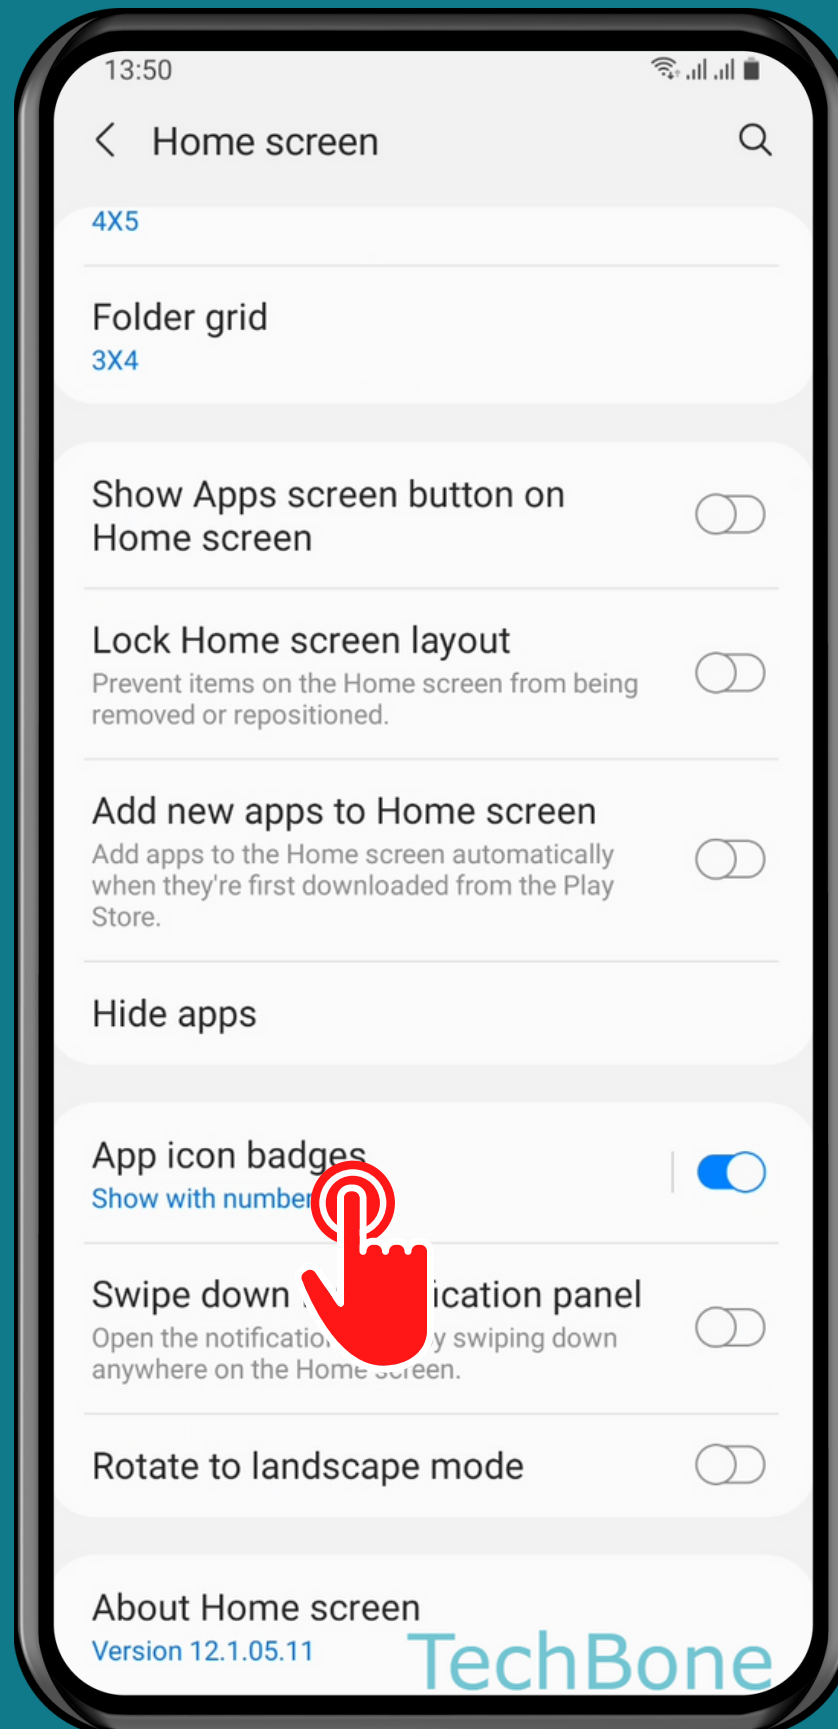 13:50
Home screen
4X5
Folder grid
3X4
Show Apps screen button on
Home screen
Lock Home screen layout
Prevent items on the Home screen from being
removed or repositioned.
Add new apps to Home screen
Add apps to the Home screen automatically
when they're first downloaded from the Play
Store.
Hide apps
App icon badges
Show with number
Swipe down ication panel
Open the notification y swiping down
anywhere on the Home screen.
Rotate to landscape mode
About Home screen
Version 12.1.05.11
TechBone